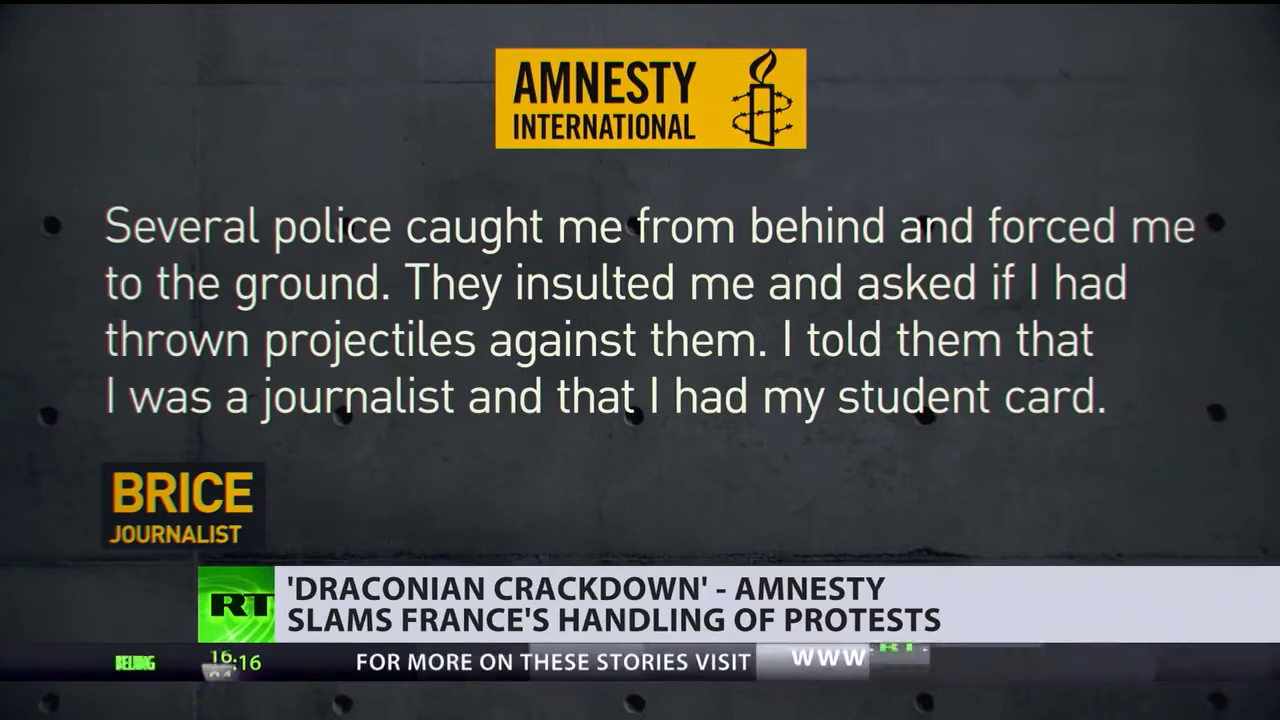 AMNESTY
INTERNATIONAL
Several police caught me from behind and forced me
to the ground. They insulted me and asked if I had
thrown projectiles against them. I told them that
I was a journalist and that I had my student card.
BRICE
JOURNALIST
RT
'DRACONIAN CRACKDOWN' - AMNESTY
SLAMS FRANCE'S HANDLING OF PROTESTS
:16 FOR MORE ON THESE STORIES VISIT WWW